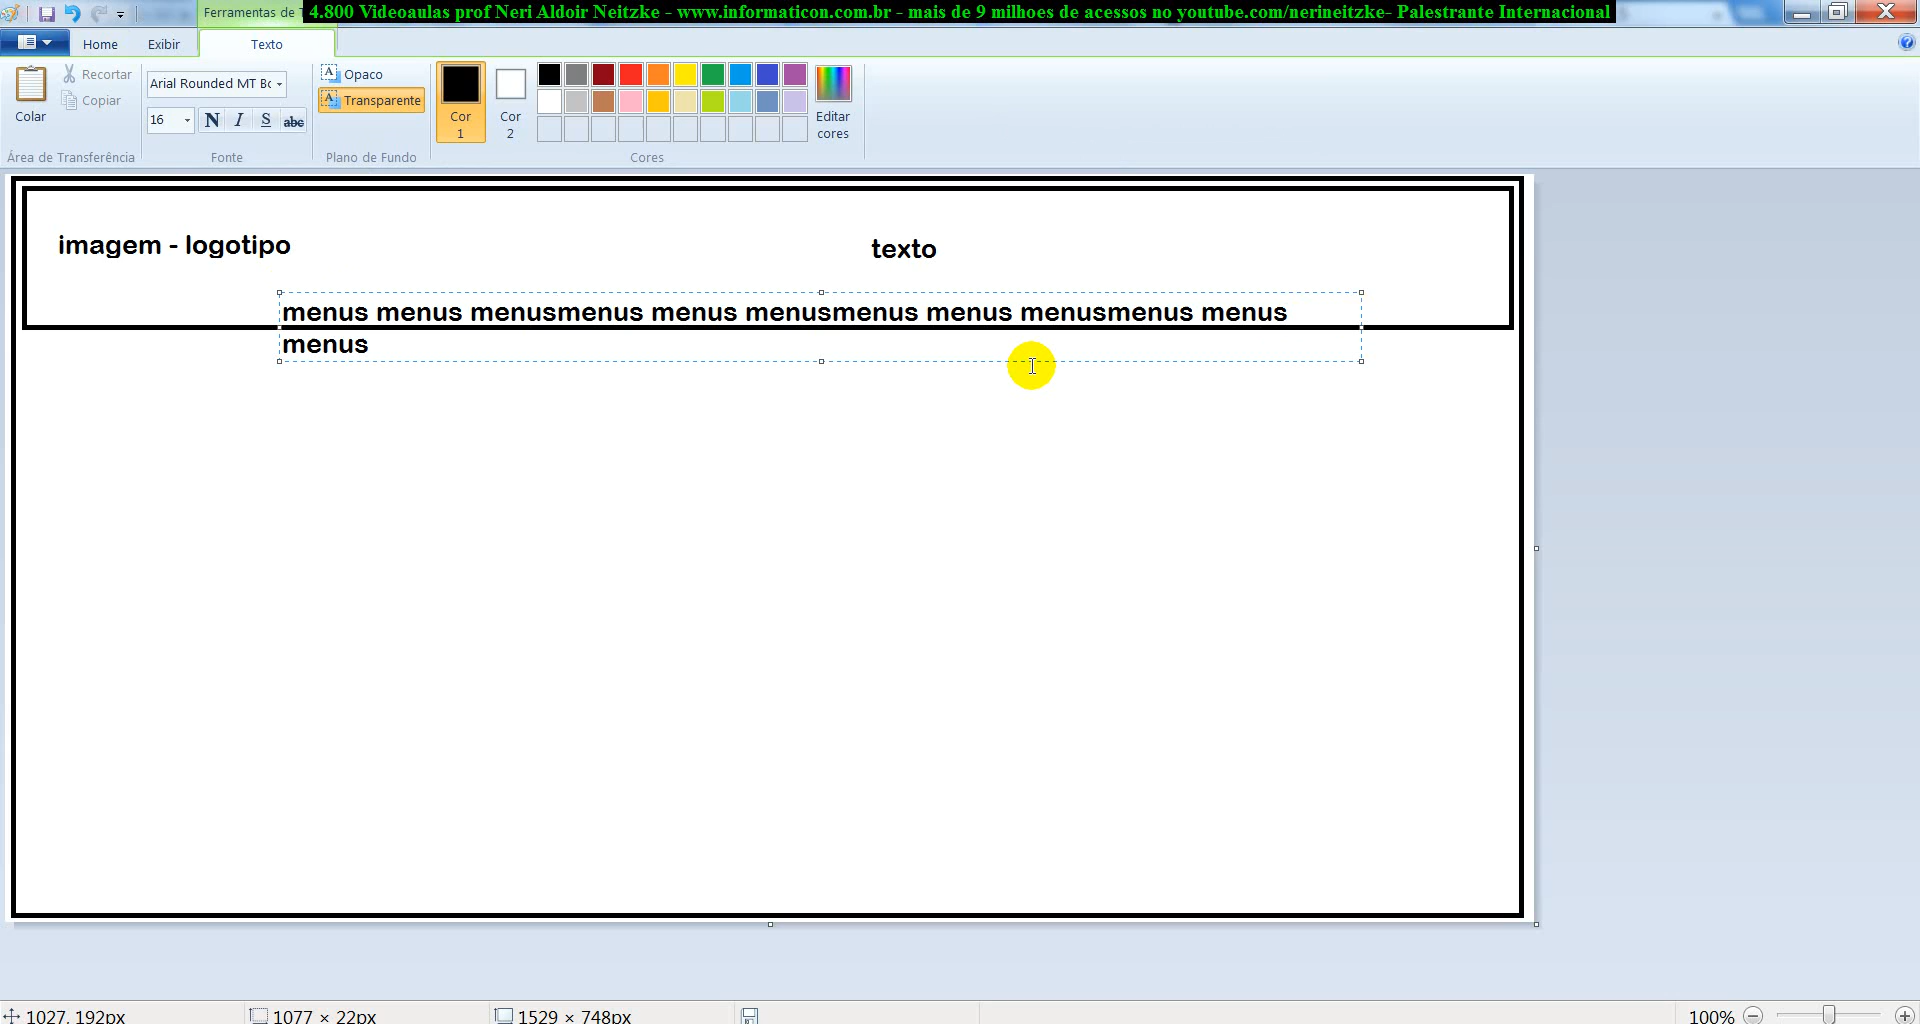 Ferramentas de T
4.800 Videoaulas prof Neri Aldoir Neitzke - www.informaticon.com.br - mais de 9 milhoes de acessos no youtube.com/nerineitzke- Palestrante Internacional
Home
Exibir
Texto
Colar
Recortar
Copiar
Área de Transferência
Arial Rounded MT Bc
16
N I S abc
Fonte
Opaco
Transparente
Plano de Fundo
Cor
1
Cor
2
Editar
cores
Cores
imagem - logotipo
texto
menus menus menusmenus menus menusmenus menus menusmenus menus
menus
1027, 192px
1077 × 22px
1529 × 748px
100%